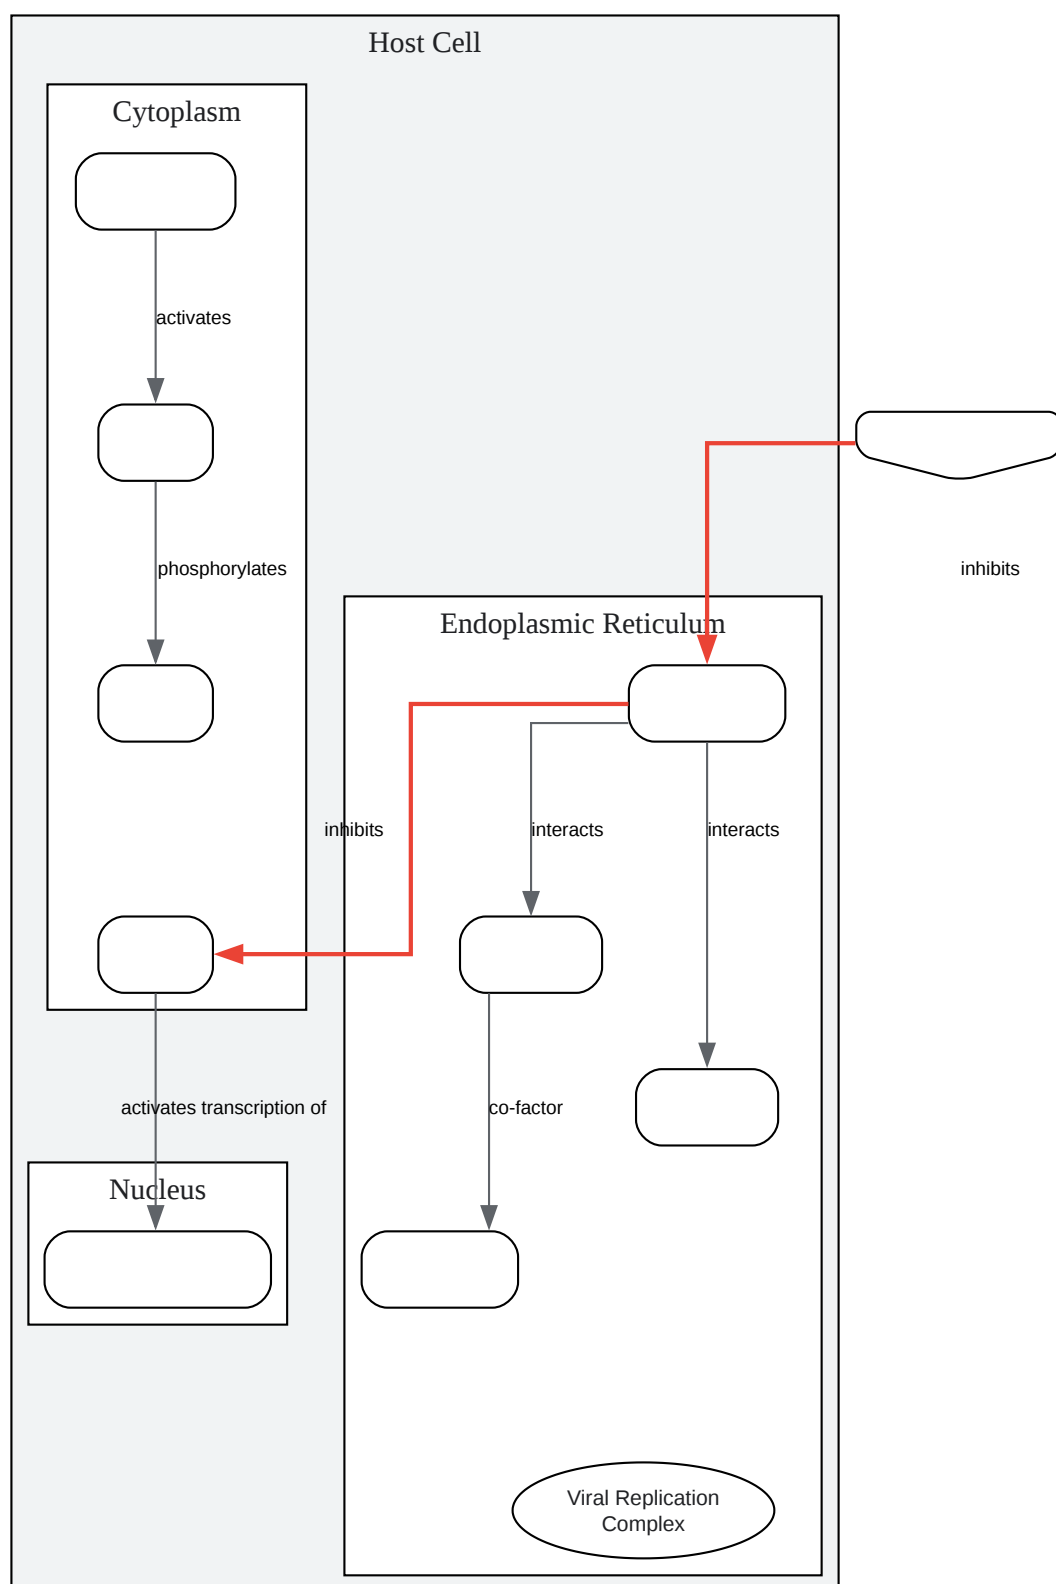 Host Cell
Cytoplasm
activates
phosphorylates
inhibits
Endoplasmic Reticulum
inhibits
interacts
interacts
activates transcription of
co-factor
Nucleus
Viral Replication
Complex